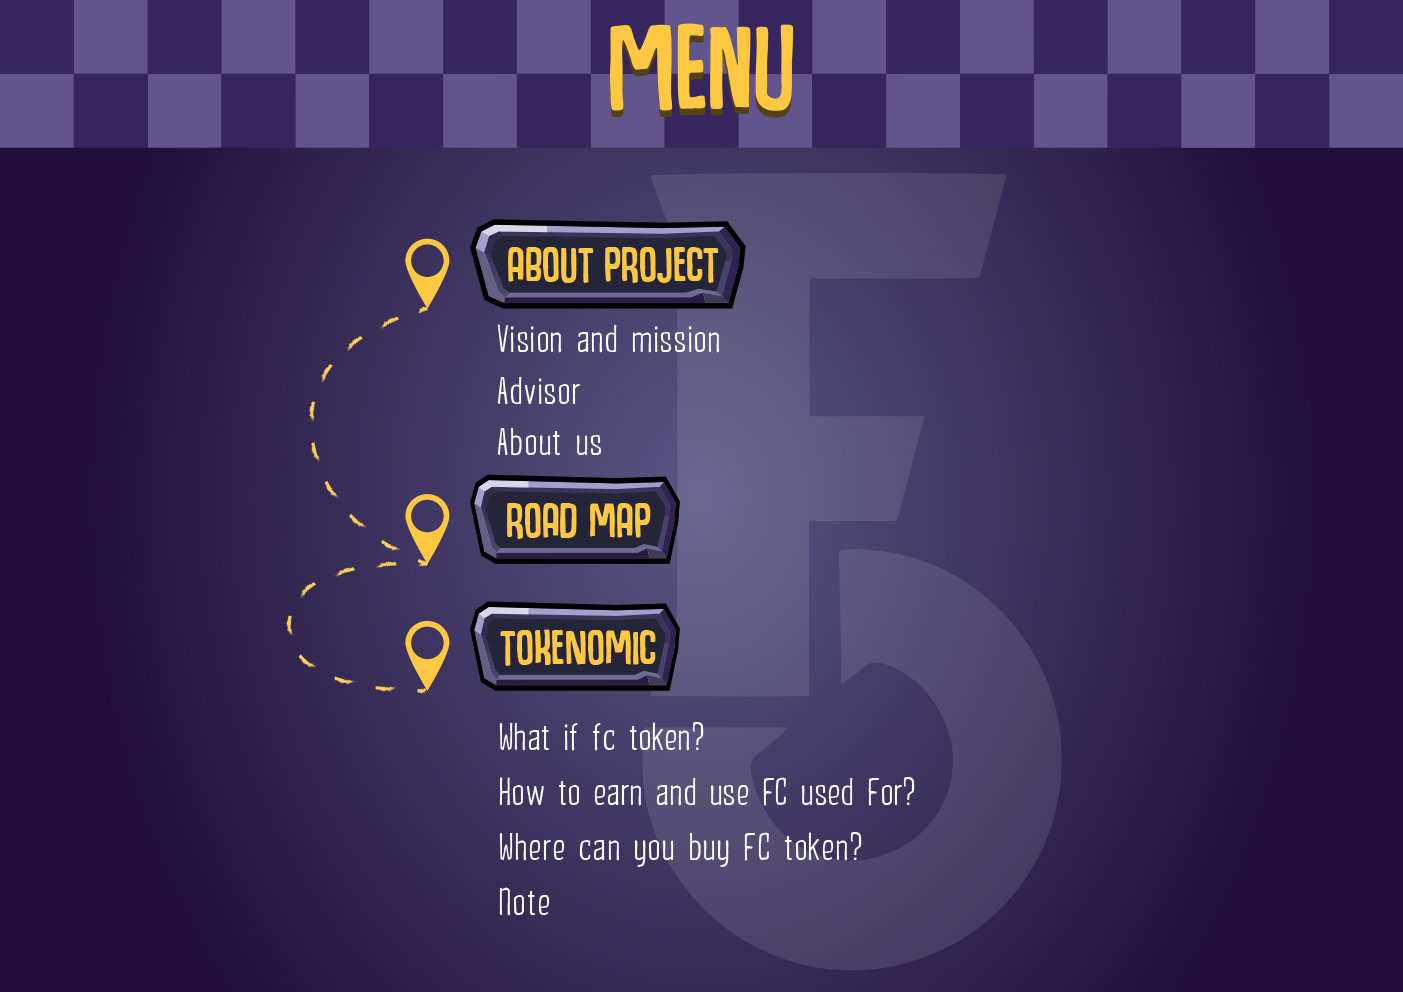 MENU
ABOUT PROJECT
Vision and mission
Advisor
About us
ROAD MAP
TOKENOMIC
What if fc token?
How to earn and use FC used For?
Where can you buy FC token?
Note